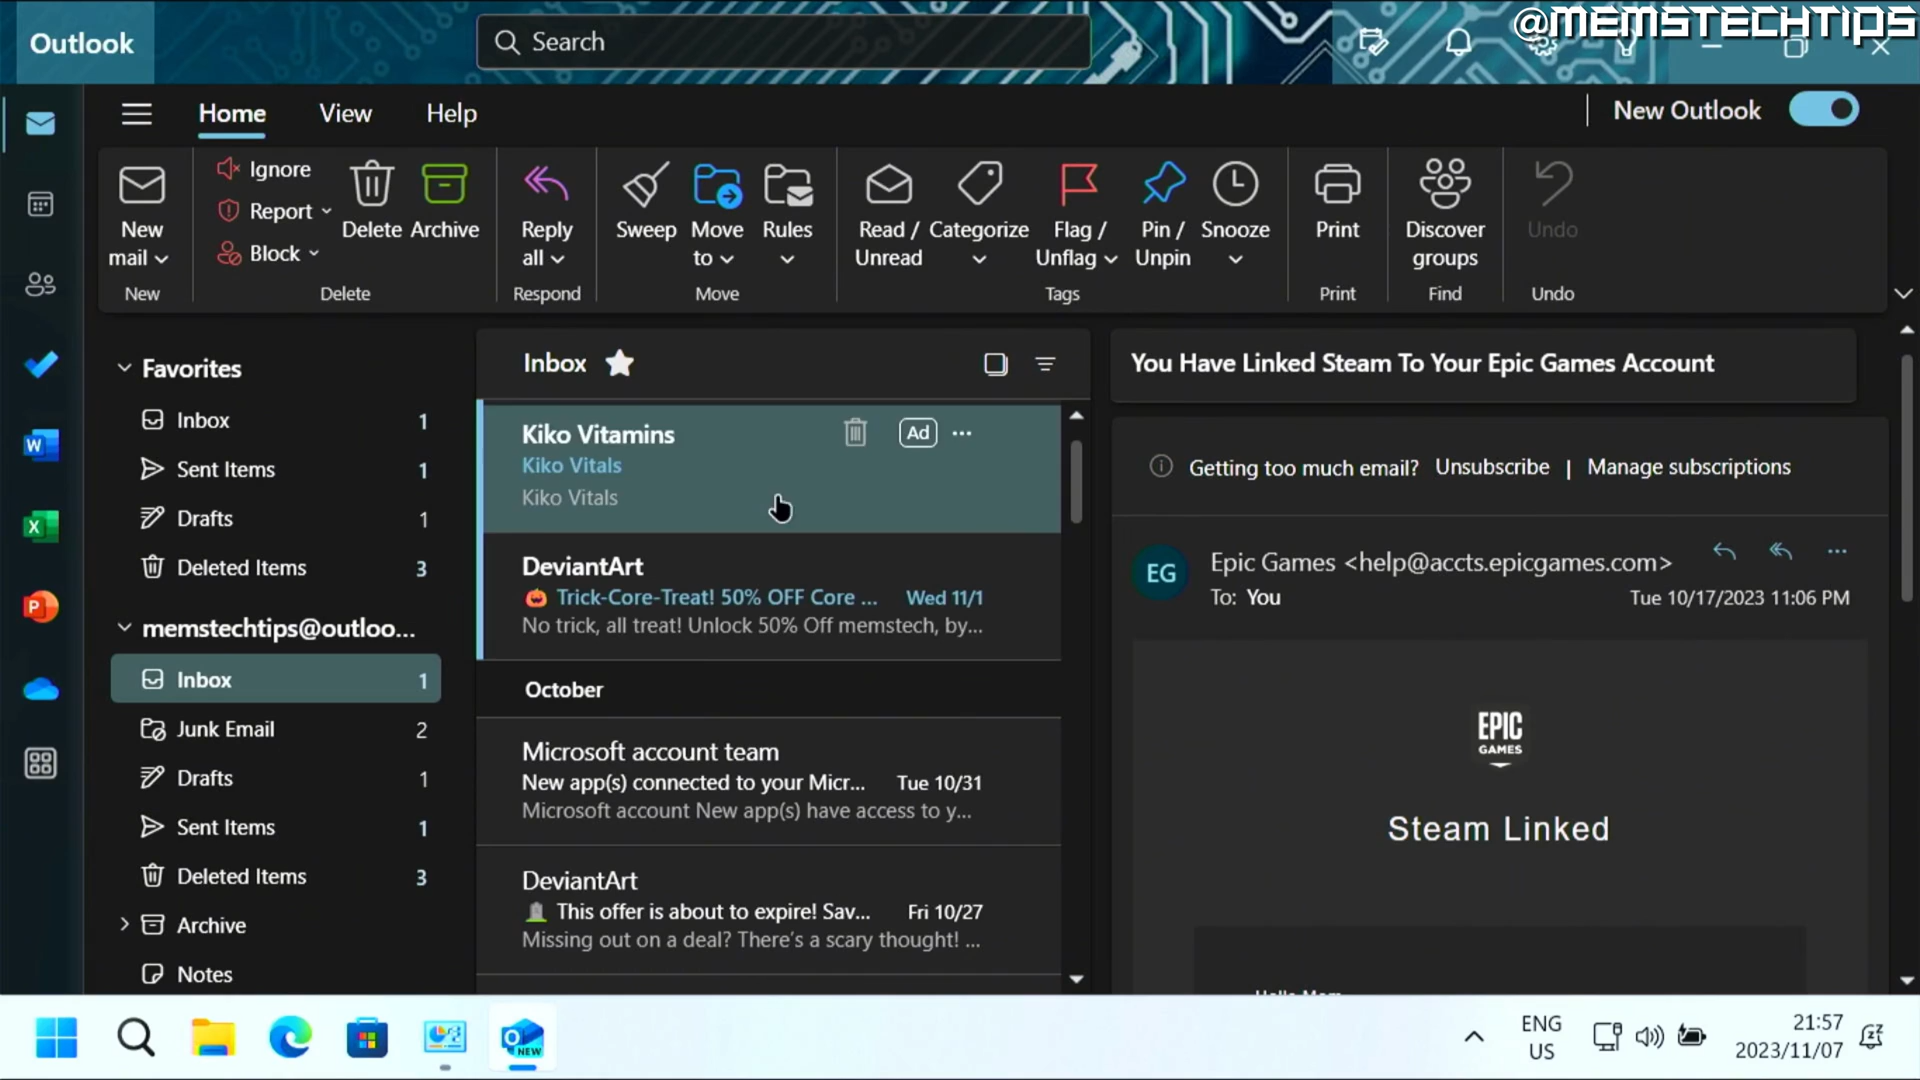 @MEMSTECHTIPS
Outlook
Search
Home
View
Help
New Outlook
New
mail
New
Ignore
Report
Block
Delete
Archive
Delete
Reply
all
Respond
Sweep
Move
to
Rules
Move
Read /
Unread
Categorize
Flag /
Unflag
Pin /
Unpin
Snooze
Tags
Print
Print
Discover
groups
Find
Undo
Undo
Favorites
Inbox 1
Sent Items 1
Drafts 1
Deleted Items 3
memstechtips@outloo...
Inbox 1
Junk Email 2
Drafts 1
Sent Items 1
Deleted Items 3
Archive
Notes
Inbox
Kiko Vitamins Ad
Kiko Vitals
Kiko Vitals
DeviantArt
🎃 Trick-Core-Treat! 50% OFF Core ... Wed 11/1
No trick, all treat! Unlock 50% Off memstech, by...
October
Microsoft account team
New app(s) connected to your Micr... Tue 10/31
Microsoft account New app(s) have access to y...
DeviantArt
🪦 This offer is about to expire! Sav... Fri 10/27
Missing out on a deal? There's a scary thought! ...
You Have Linked Steam To Your Epic Games Account
Getting too much email? Unsubscribe | Manage subscriptions
EG
Epic Games <help@accts.epicgames.com>
To: You
Tue 10/17/2023 11:06 PM
EPIC
GAMES
Steam Linked
W
X
P
O
NEW
ENG
US
21:57
2023/11/07